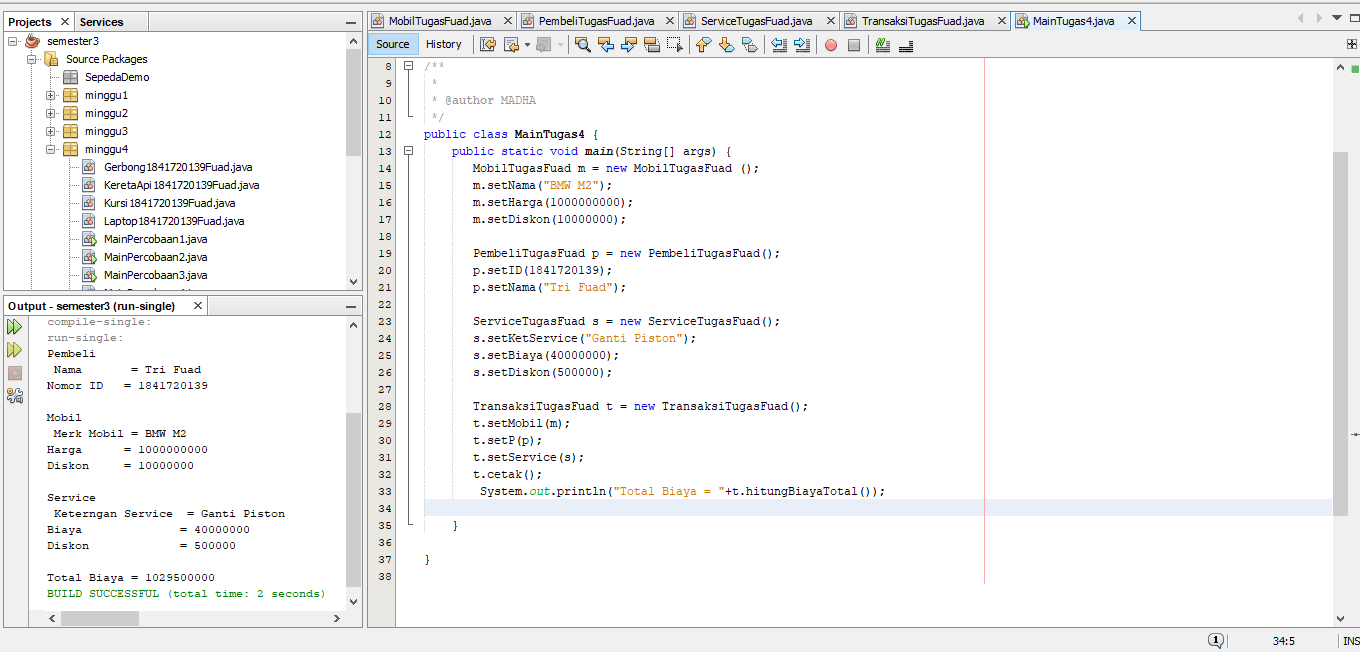 Projects
Services
semester3
Source Packages
SepedaDemo
minggu1
minggu2
minggu3
minggu4
Gerbong1841720139Fuad.java
KeretaApi1841720139Fuad.java
Kursi1841720139Fuad.java
Laptop1841720139Fuad.java
MainPercobaan1.java
MainPercobaan2.java
MainPercobaan3.java
Output - semester3 (run-single)
compile-single:
run-single:
Pembeli
Nama = Tri Fuad
Nomor ID = 1841720139
Mobil
Merk Mobil = BMW M2
Harga = 1000000000
Diskon = 10000000
Service
Keterngan Service = Ganti Piston
Biaya = 40000000
Diskon = 500000
Total Biaya = 1029500000
BUILD SUCCESSFUL (total time: 2 seconds)
MobilTugasFuad.java
PembeliTugasFuad.java
ServiceTugasFuad.java
TransaksiTugasFuad.java
MainTugas4.java
Source
History
8 /**
9 *
10 * @author MADHA
11 */
12 public class MainTugas4 {
13 public static void main(String[] args) {
14 MobilTugasFuad m = new MobilTugasFuad ();
15 m.setNama("BMW M2");
16 m.setHarga(1000000000);
17 m.setDiskon(10000000);
18
19 PembeliTugasFuad p = new PembeliTugasFuad();
20 p.setID(1841720139);
21 p.setNama("Tri Fuad");
22
23 ServiceTugasFuad s = new ServiceTugasFuad();
24 s.setKetService("Ganti Piston");
25 s.setBiaya(40000000);
26 s.setDiskon(500000);
27
28 TransaksiTugasFuad t = new TransaksiTugasFuad();
29 t.setMobil(m);
30 t.setP(p);
31 t.setService(s);
32 t.cetak();
33 System.out.println("Total Biaya = "+t.hitungBiayaTotal());
34
35 }
36
37 }
38
1
34:5
INS